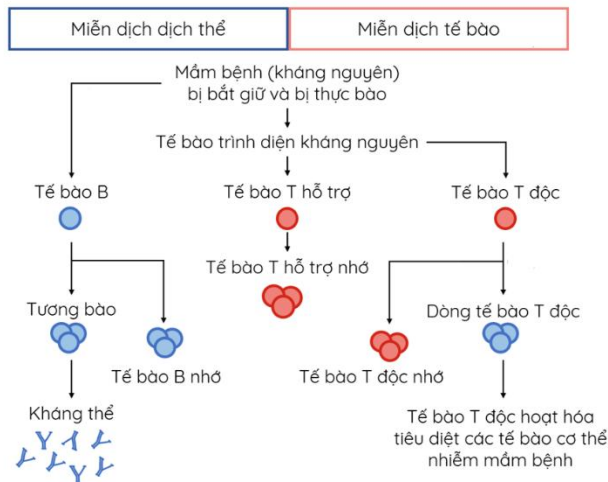 Miễn dịch dịch thể
Miễn dịch tế bào
Mầm bệnh (kháng nguyên)
bị bắt giữ và bị thực bào
Tế bào trình diện kháng nguyên
Tế bào B
Tế bào T hỗ trợ
Tế bào T độc
Tế bào T hỗ trợ nhớ
Tương bào
Dòng tế bào T độc
Tế bào B nhớ
Tế bào T độc nhớ
Kháng thể
Tế bào T độc hoạt hóa
tiêu diệt các tế bào cơ thể
nhiễm mầm bệnh